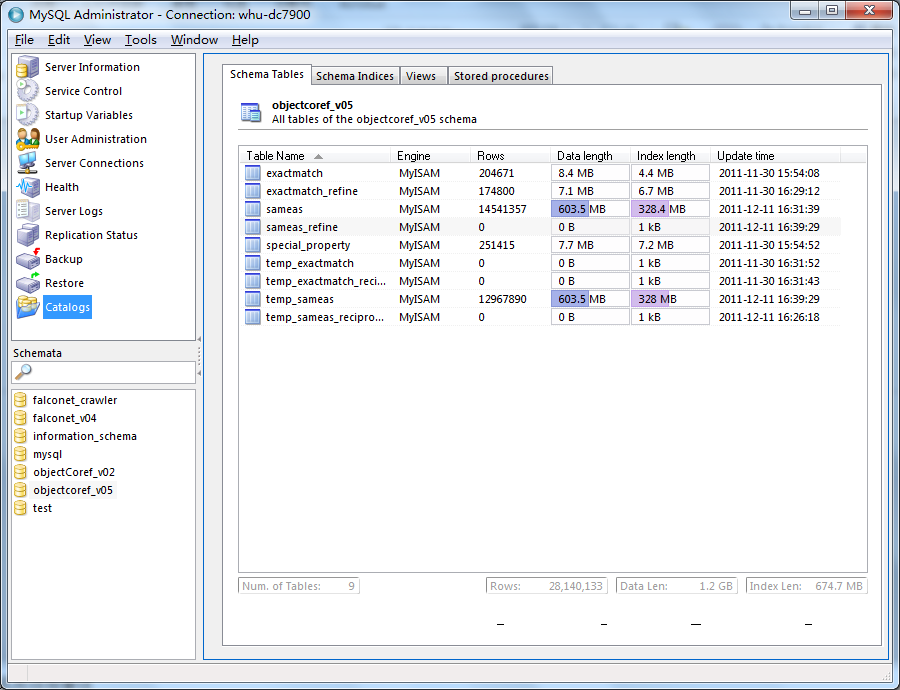 MySQL Administrator - Connection: whu-dc7900
File Edit View Tools Window Help
Server Information
Service Control
Startup Variables
User Administration
Server Connections
Health
Server Logs
Replication Status
Backup
Restore
Catalogs
Schemata
falconet_crawler
falconet_v04
information_schema
mysql
objectCoref_v02
objectcoref_v05
test
Schema Tables Schema Indices Views Stored procedures
objectcoref_v05
All tables of the objectcoref_v05 schema
Table Name Engine Rows Data length Index length Update time
exactmatch MyISAM 204671 8.4 MB 4.4 MB 2011-11-30 15:54:08
exactmatch_refine MyISAM 174800 7.1 MB 6.7 MB 2011-11-30 16:29:12
sameas MyISAM 14541357 603.5 MB 328.4 MB 2011-12-11 16:31:39
sameas_refine MyISAM 0 0 B 1 kB 2011-12-11 16:39:29
special_property MyISAM 251415 7.7 MB 7.2 MB 2011-11-30 15:54:52
temp_exactmatch MyISAM 0 0 B 1 kB 2011-11-30 16:31:52
temp_exactmatch_reci... MyISAM 0 0 B 1 kB 2011-11-30 16:31:43
temp_sameas MyISAM 12967890 603.5 MB 328 MB 2011-12-11 16:39:29
temp_sameas_recipro... MyISAM 0 0 B 1 kB 2011-12-11 16:26:18
Num. of Tables: 9 Rows: 28,140,133 Data Len: 1.2 GB Index Len: 674.7 MB